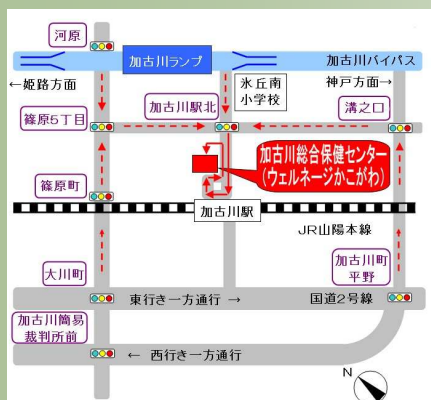 河原
加古川ランプ
加古川バイパス
←姫路方面
加古川駅北
氷丘南
小学校
神戸方面→
溝之口
篠原5丁目
加古川総合保健センター
(ウェルネージかこがわ)
篠原町
加古川駅
JR山陽本線
大川町
加古川町
平野
東行き一方通行 →
国道2号線
加古川簡易
裁判所前
← 西行き一方通行
N